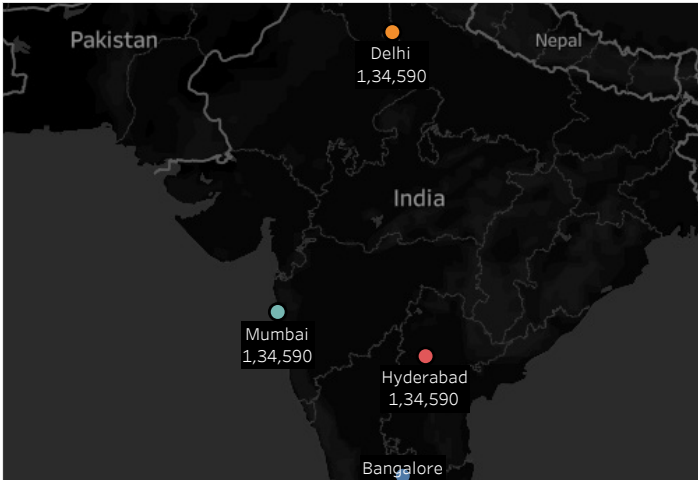 Pakistan
Delhi
1,34,590
Nepal
India
Mumbai
1,34,590
Hyderabad
1,34,590
Bangalore